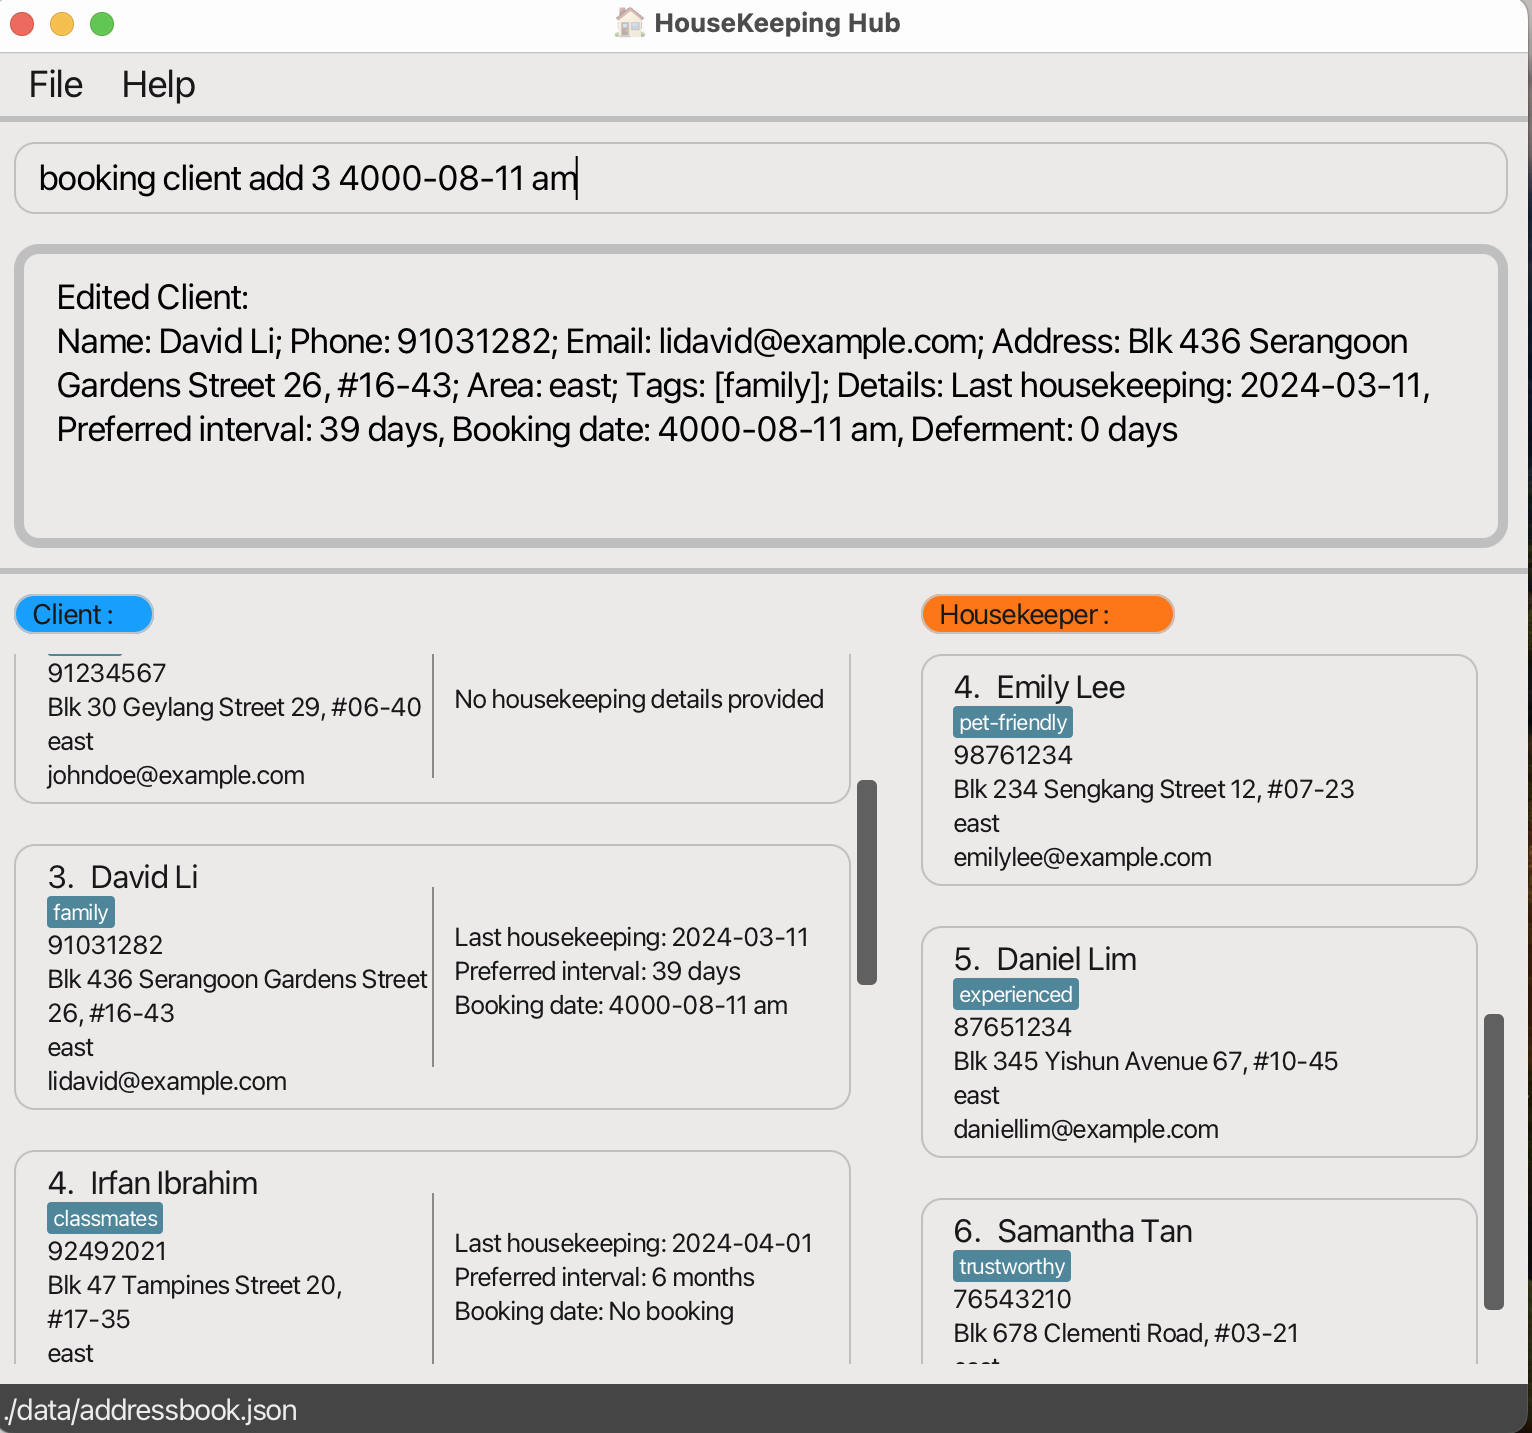 HouseKeeping Hub
File Help
booking client add 3 4000-08-11 am
Edited Client:
Name: David Li; Phone: 91031282; Email: lidavid@example.com; Address: Blk 436 Serangoon
Gardens Street 26, #16-43; Area: east; Tags: [family]; Details: Last housekeeping: 2024-03-11,
Preferred interval: 39 days, Booking date: 4000-08-11 am, Deferment: 0 days
Client :
91234567
Blk 30 Geylang Street 29, #06-40
east
johndoe@example.com
No housekeeping details provided
3. David Li
family
91031282
Blk 436 Serangoon Gardens Street
26, #16-43
east
lidavid@example.com
Last housekeeping: 2024-03-11
Preferred interval: 39 days
Booking date: 4000-08-11 am
4. Irfan Ibrahim
classmates
92492021
Blk 47 Tampines Street 20,
#17-35
east
Last housekeeping: 2024-04-01
Preferred interval: 6 months
Booking date: No booking
Housekeeper :
4. Emily Lee
pet-friendly
98761234
Blk 234 Sengkang Street 12, #07-23
east
emilylee@example.com
5. Daniel Lim
experienced
87651234
Blk 345 Yishun Avenue 67, #10-45
east
daniellim@example.com
6. Samantha Tan
trustworthy
76543210
Blk 678 Clementi Road, #03-21
./data/addressbook.json